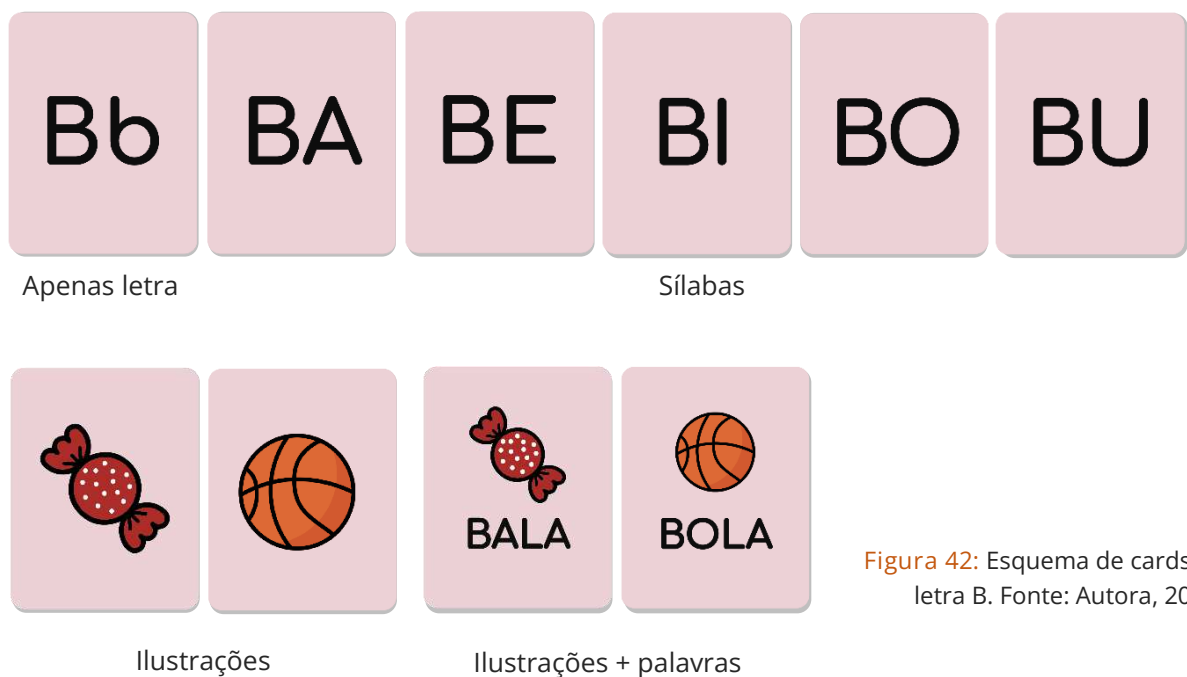 Bb
BA
BE
BI
BO
BU
Apenas letra
Sílabas
BALA
BOLA
Ilustrações
Ilustrações + palavras
Figura 42: Esquema de cards
letra B. Fonte: Autora, 20